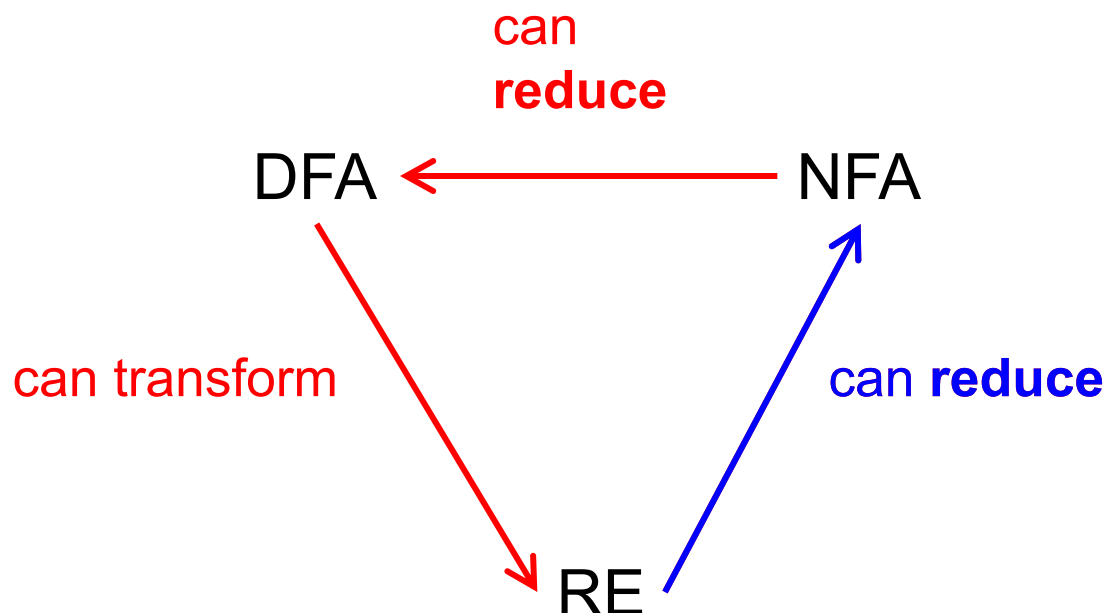 can
reduce
DFA
NFA
can transform
can reduce
RE